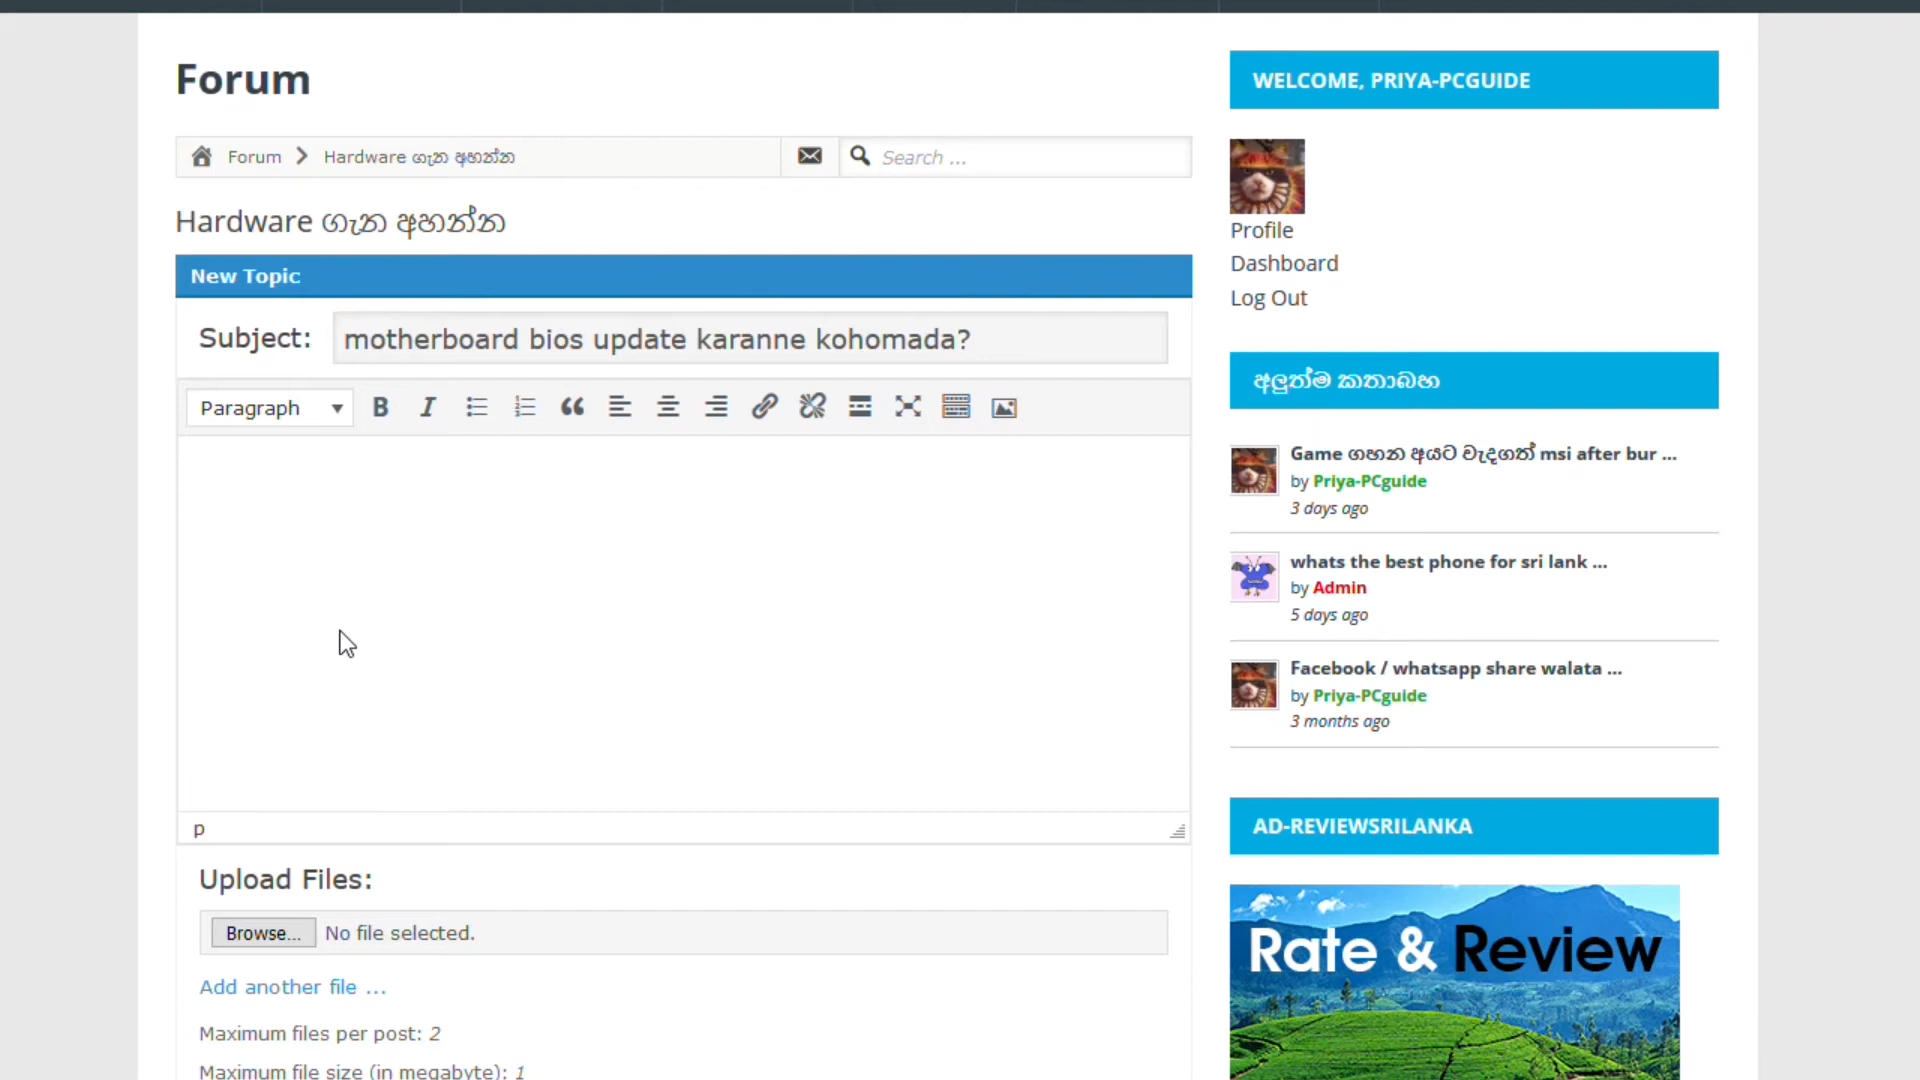 Forum
Forum Hardware ගැන අහන්න
Search ...
Hardware ගැන අහන්න
New Topic
Subject: motherboard bios update karanne kohomada?
Paragraph
p
Upload Files:
Browse... No file selected.
Add another file ...
Maximum files per post: 2
Maximum file size (in megabyte): 1
WELCOME, PRIYA-PCGUIDE
Profile
Dashboard
Log Out
අලුත්ම කතාබහ
Game ගහන අයට වැදගත් msi after bur ...
by Priya-PCguide
3 days ago
whats the best phone for sri lank ...
by Admin
5 days ago
Facebook / whatsapp share walata ...
by Priya-PCguide
3 months ago
AD-REVIEWSRILANKA
Rate & Review